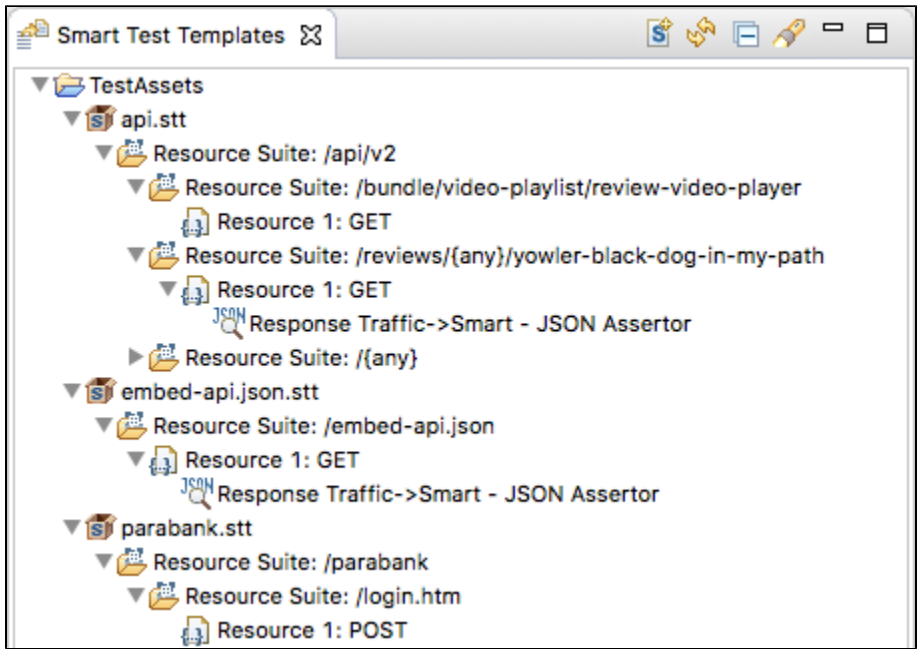 Smart Test Templates
TestAssets
api.stt
Resource Suite: /api/v2
Resource Suite: /bundle/video-playlist/review-video-player
Resource 1: GET
Resource Suite: /reviews/{any}/yowler-black-dog-in-my-path
Resource 1: GET
Response Traffic->Smart - JSON Assertor
Resource Suite: /{any}
embed-api.json.stt
Resource Suite: /embed-api.json
Resource 1: GET
Response Traffic->Smart - JSON Assertor
parabank.stt
Resource Suite: /parabank
Resource Suite: /login.htm
Resource 1: POST